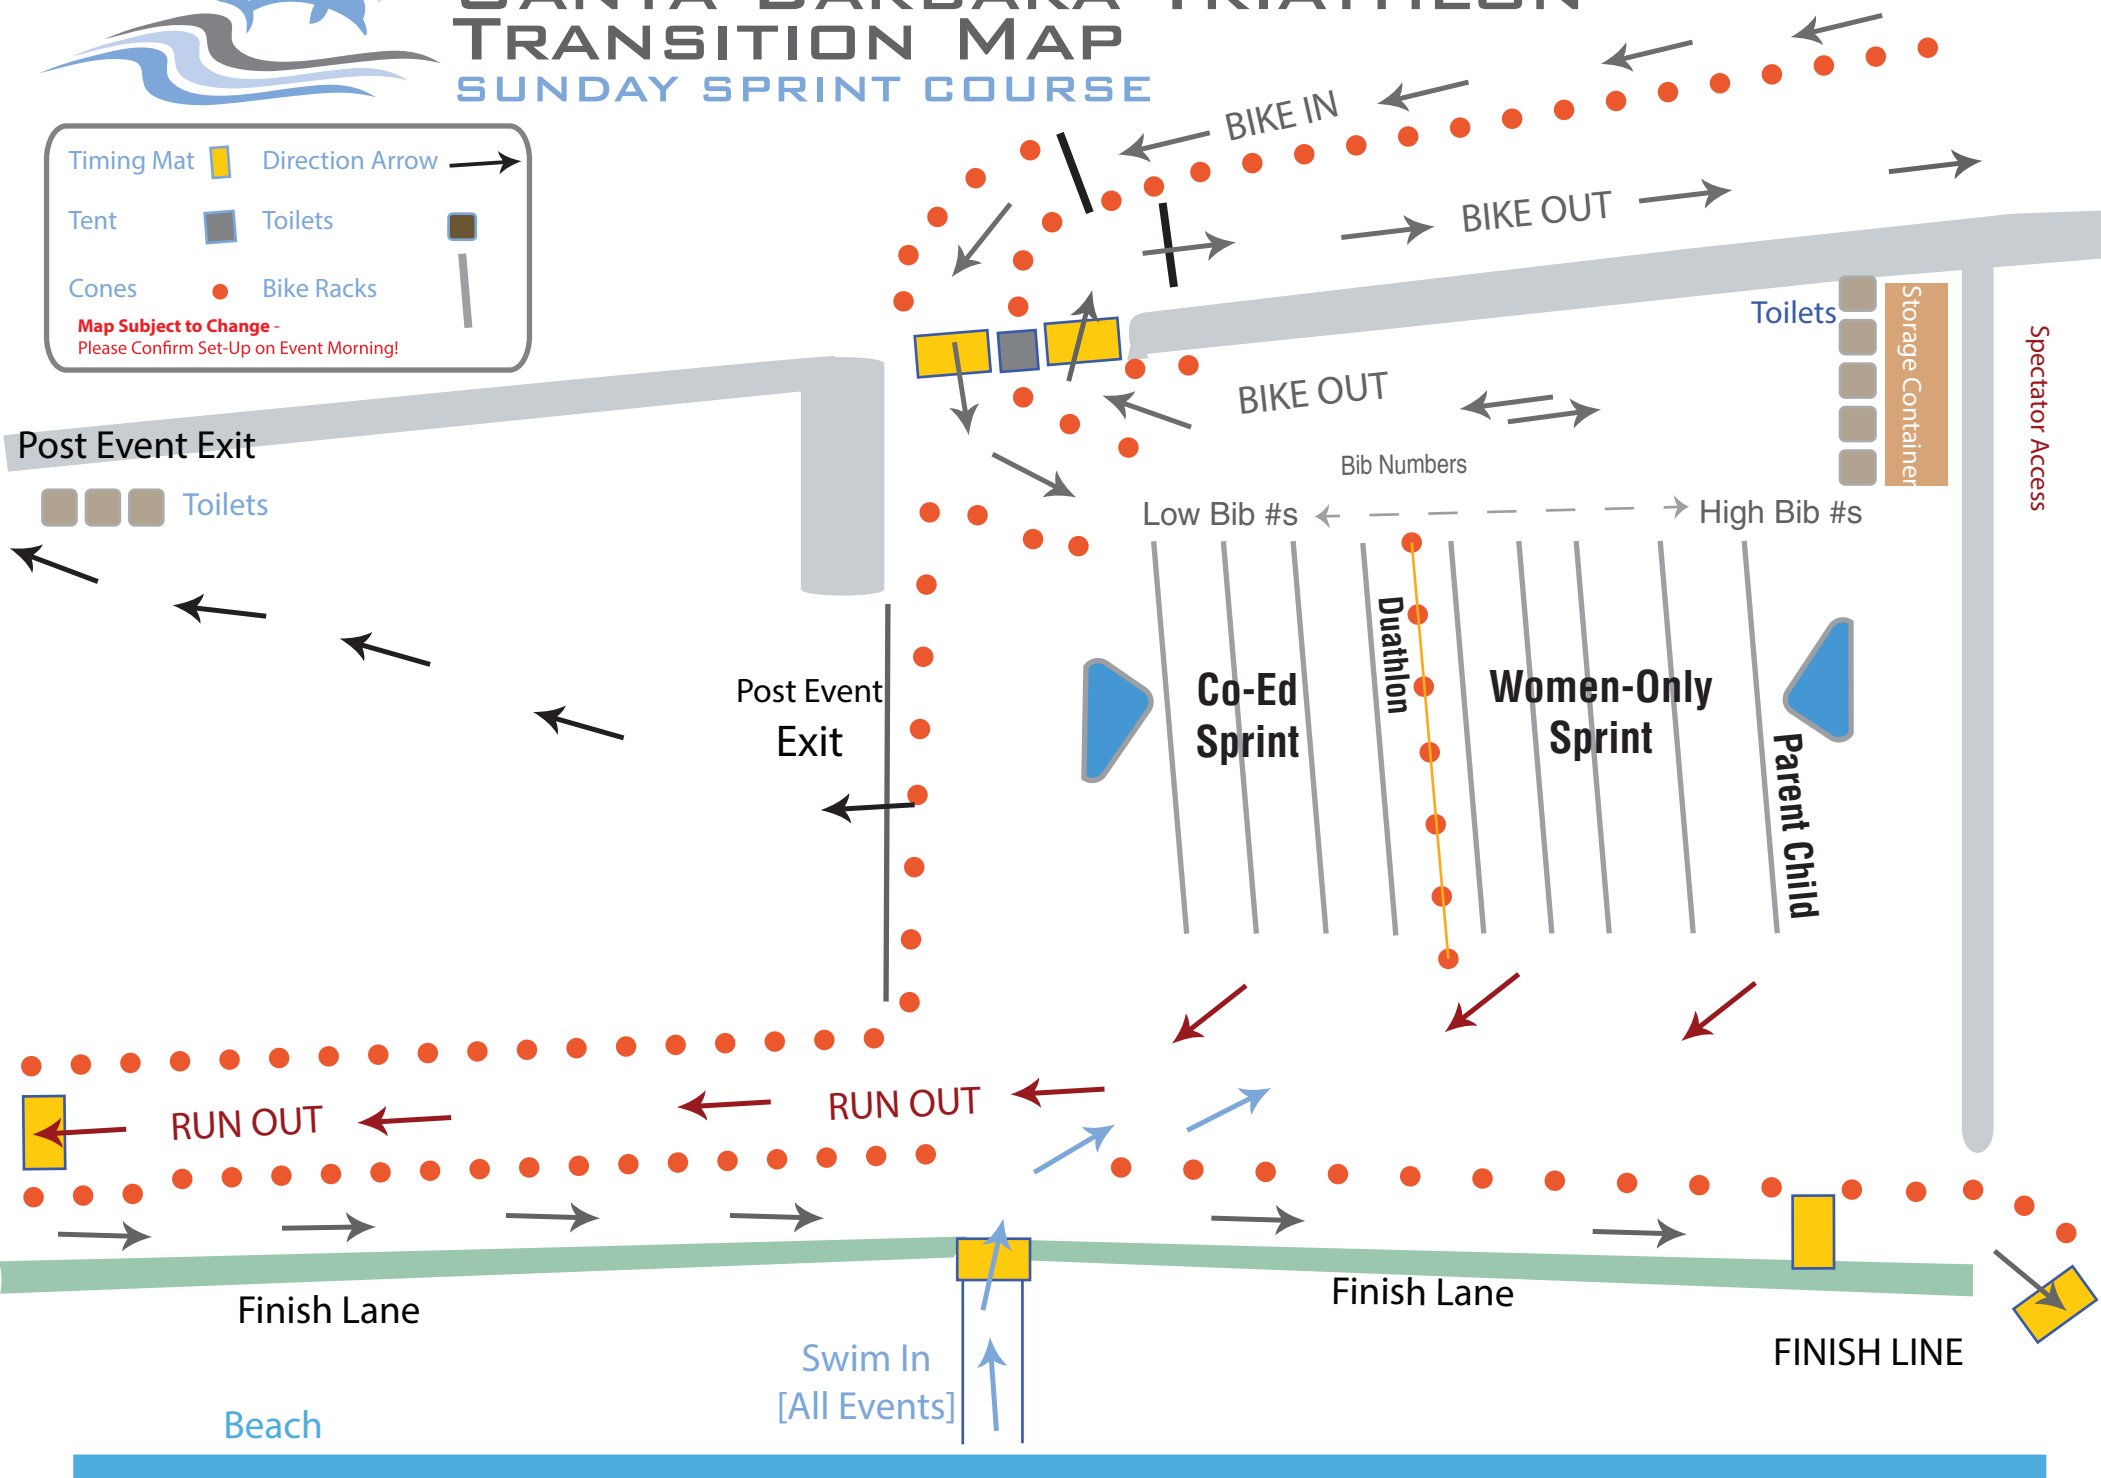 SANTA BARBARA TRIATHLON
TRANSITION MAP
SUNDAY SPRINT COURSE
Timing Mat
Direction Arrow
Tent
Toilets
Cones
Bike Racks
Map Subject to Change -
Please Confirm Set-Up on Event Morning!
BIKE IN
BIKE OUT
Toilets
Storage Container
Spectator Access
BIKE OUT
Post Event Exit
Toilets
Bib Numbers
Low Bib #s
High Bib #s
Post Event
Exit
Co-Ed
Sprint
Duathlon
Women-Only
Sprint
Parent Child
RUN OUT
RUN OUT
Finish Lane
Finish Lane
FINISH LINE
Swim In
[All Events]
Beach